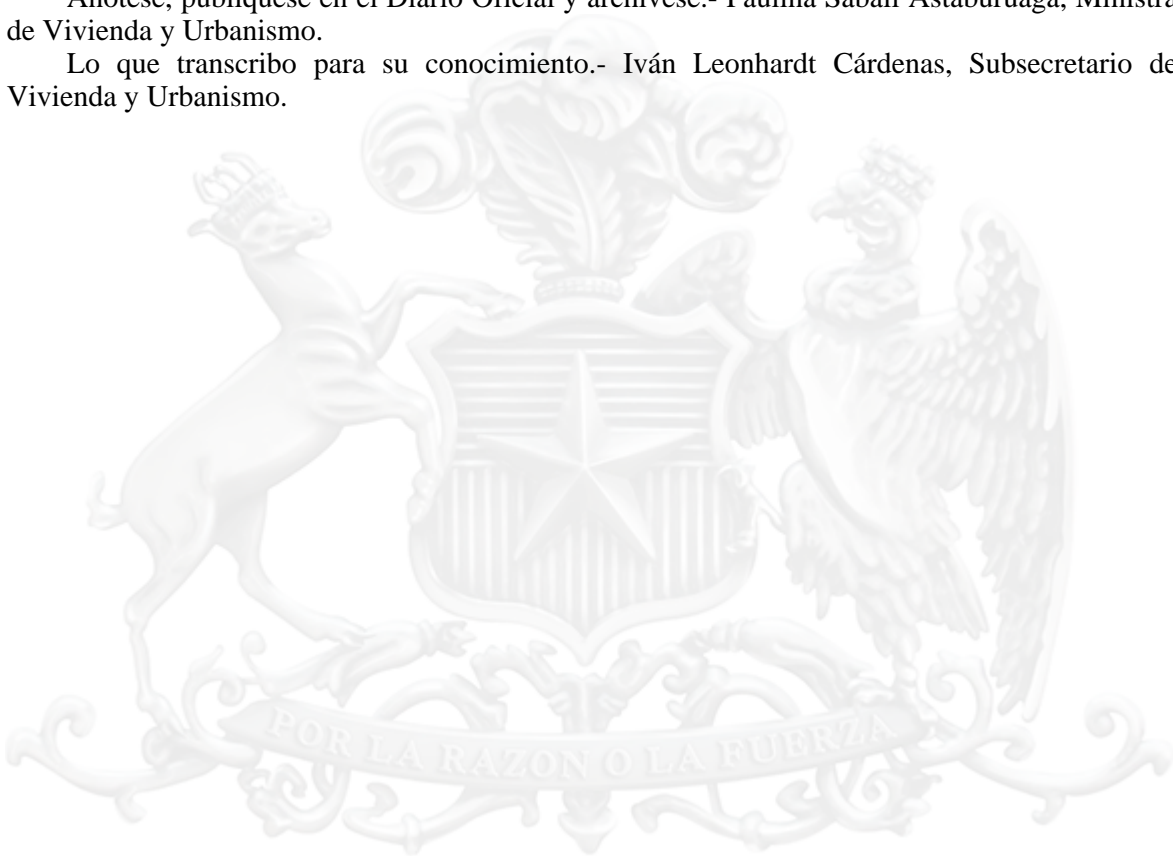 Anótese, publíquese en el Diario Oficial y archívese.- Paulina Saball Astaburuaga, Ministra
de Vivienda y Urbanismo.
Lo que transcribo para su conocimiento.- Iván Leonhardt Cárdenas, Subsecretario de
Vivienda y Urbanismo.
POR LA RAZON O LA FUERZA